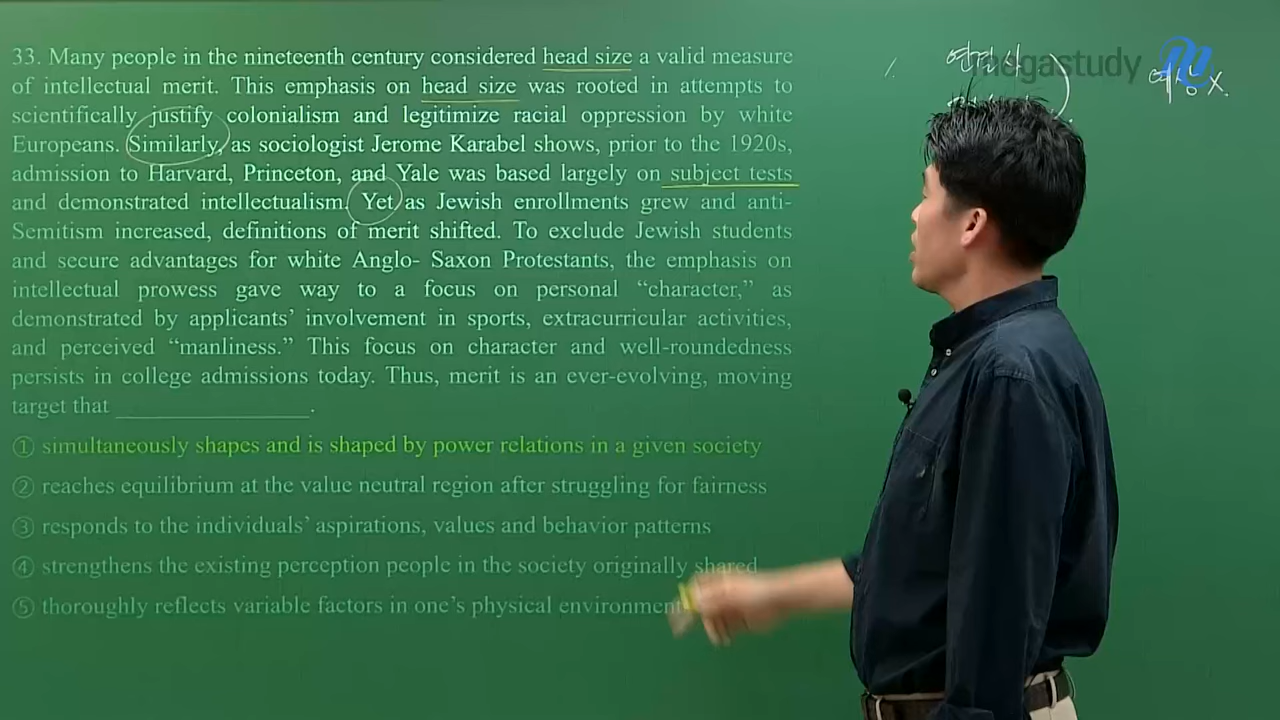 33. Many people in the nineteenth century considered head size a valid measure
of intellectual merit. This emphasis on head size was rooted in attempts to
scientifically justify colonialism and legitimize racial oppression by white
Europeans. Similarly, as sociologist Jerome Karabel shows, prior to the 1920s,
admission to Harvard, Princeton, and Yale was based largely on subject tests
and demonstrated intellectualism. Yet as Jewish enrollments grew and anti-
Semitism increased, definitions of merit shifted. To exclude Jewish students
and secure advantages for white Anglo- Saxon Protestants, the emphasis on
intellectual prowess gave way to a focus on personal “character,” as
demonstrated by applicants’ involvement in sports, extracurricular activities,
and perceived “manliness.” This focus on character and well-roundedness
persists in college admissions today. Thus, merit is an ever-evolving, moving
target that _______________.
① simultaneously shapes and is shaped by power relations in a given society
② reaches equilibrium at the value neutral region after struggling for fairness
③ responds to the individuals’ aspirations, values and behavior patterns
④ strengthens the existing perception people in the society originally shared
⑤ thoroughly reflects variable factors in one’s physical environment
megastudy
예상 X.